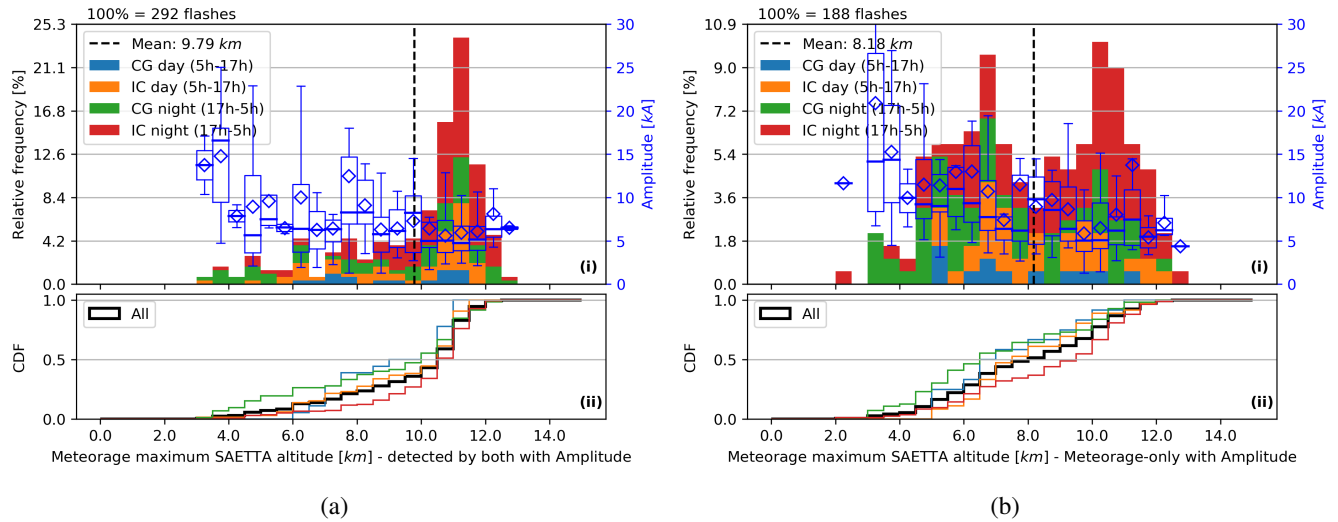 100% = 292 flashes
25.3
21.1
16.8
12.6
8.4
4.2
0.0
Relative frequency [%]
Mean: 9.79 km
CG day (5h-17h)
IC day (5h-17h)
CG night (17h-5h)
IC night (17h-5h)
30
25
20
15
10
5
0
Amplitude [kA]
(i)
1.0
0.5
0.0
CDF
All
(ii)
0.0 2.0 4.0 6.0 8.0 10.0 12.0 14.0
Meteorage maximum SAETTA altitude [km] - detected by both with Amplitude
(a)
100% = 188 flashes
10.9
9.0
7.2
5.4
3.6
1.8
0.0
Relative frequency [%]
Mean: 8.18 km
CG day (5h-17h)
IC day (5h-17h)
CG night (17h-5h)
IC night (17h-5h)
30
25
20
15
10
5
0
Amplitude [kA]
(i)
1.0
0.5
0.0
CDF
All
(ii)
0.0 2.0 4.0 6.0 8.0 10.0 12.0 14.0
Meteorage maximum SAETTA altitude [km] - Meteorage-only with Amplitude
(b)